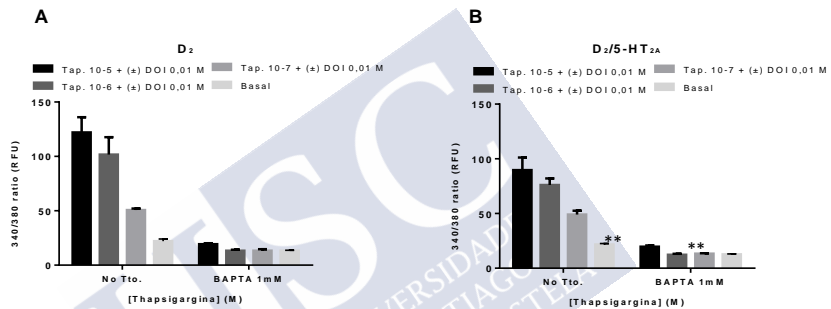 A
D₂
Tap. 10-5 + (±) DOI 0,01 M
Tap. 10-7 + (±) DOI 0,01 M
Tap. 10-6 + (±) DOI 0,01 M
Basal
340/380 ratio (RFU)
150
100
50
0
No Tto.
BAPTA 1mM
[Thapsigargina] (M)
B
D₂/5-HT₂A
Tap. 10-5 + (±) DOI 0,01 M
Tap. 10-7 + (±) DOI 0,01 M
Tap. 10-6 + (±) DOI 0,01 M
Basal
340/380 ratio (RFU)
150
100
50
0
**
**
No Tto.
BAPTA 1mM
[Thapsigargina] (M)
USC